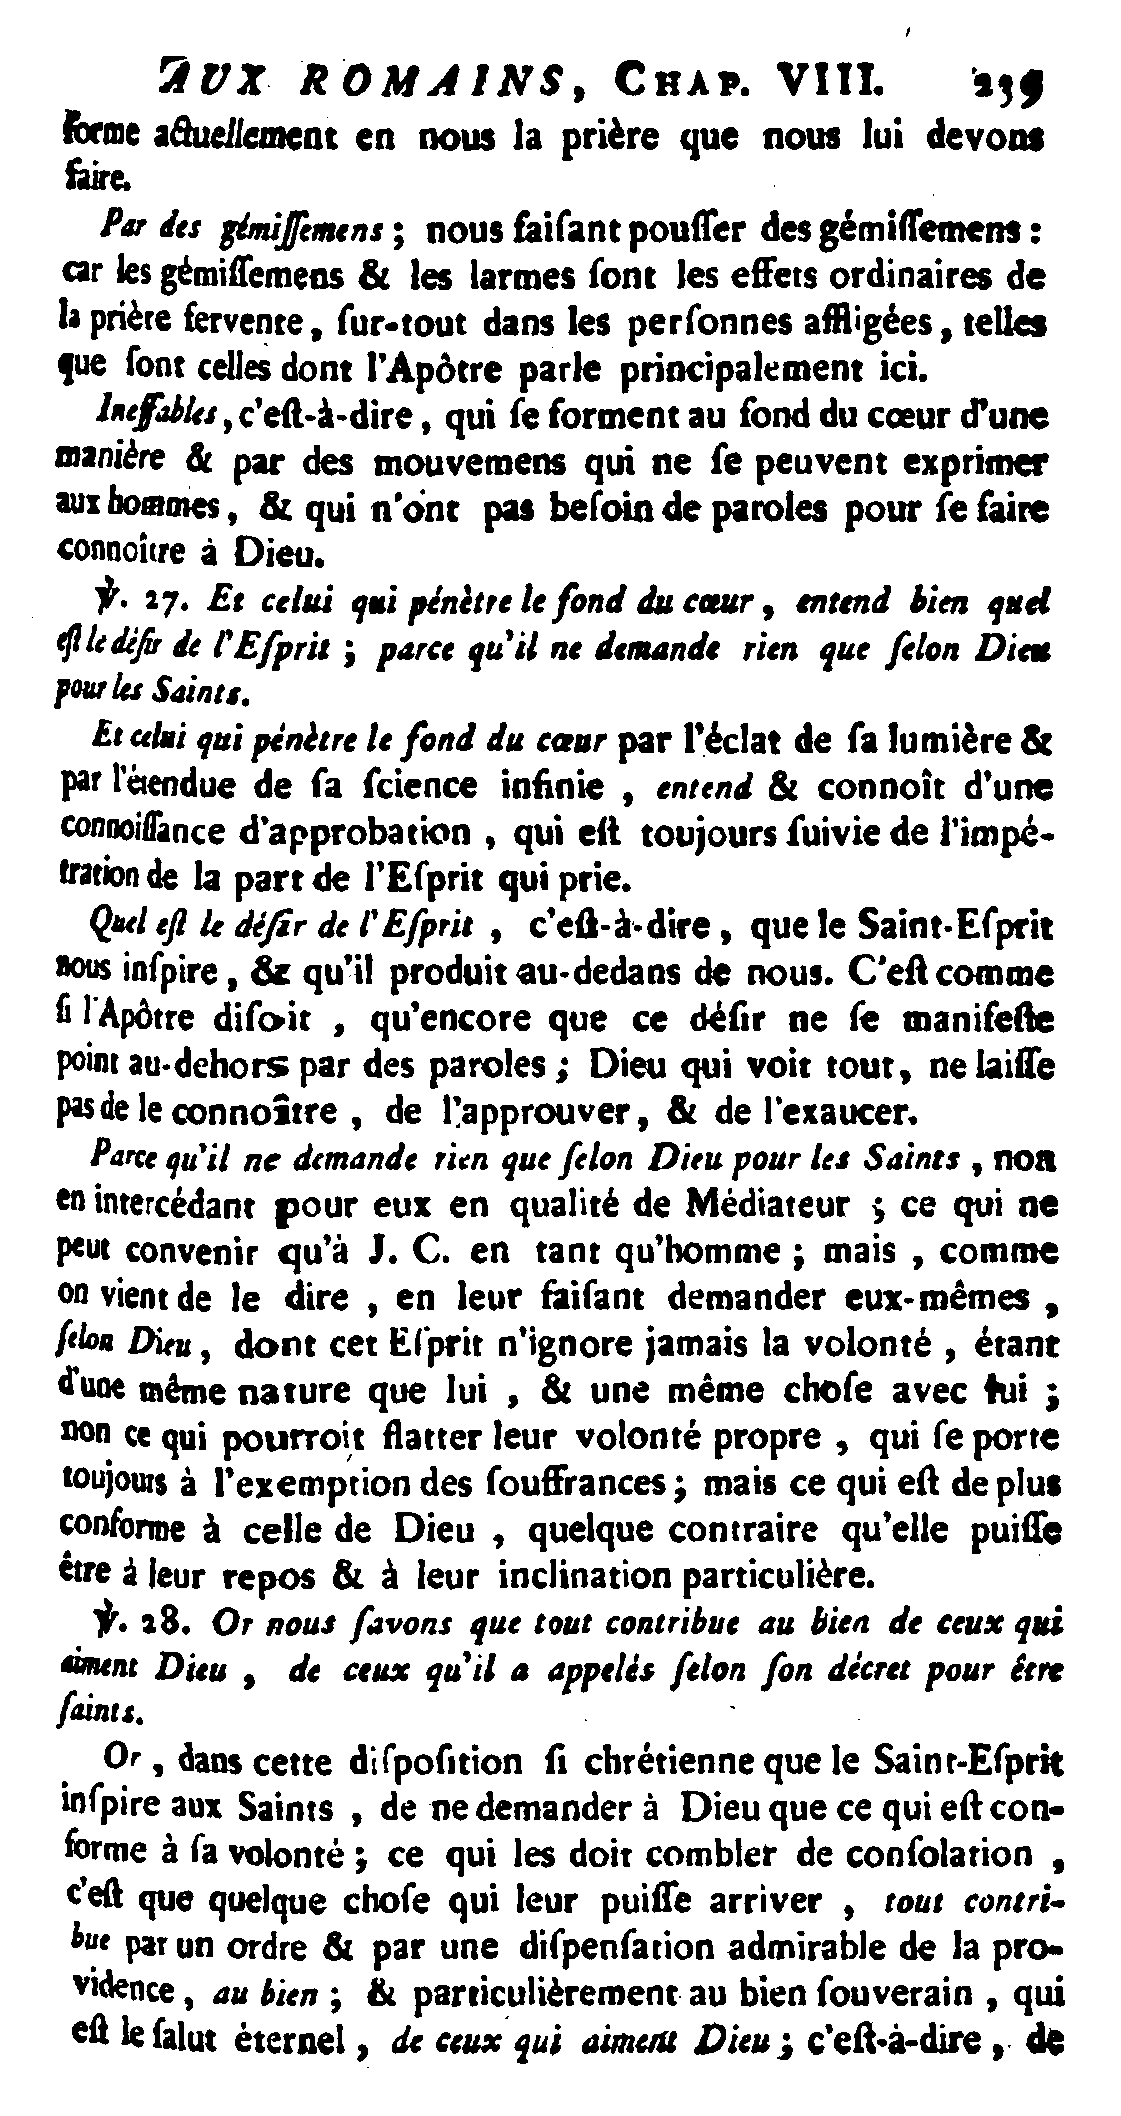 AUX ROMAINS, CHAP. VIII. 239
forme actuellement en nous la prière que nous lui devons
faire.
Par des gémiſſemens ; nous faiſant pouſſer des gémiſſemens :
car les gémiſſemens & les larmes ſont les effets ordinaires de
la prière fervente, ſur-tout dans les perſonnes affligées, telles
que ſont celles dont l'Apôtre parle principalement ici.
Ineffables, c'eſt-à-dire, qui ſe forment au fond du cœur d'une
manière & par des mouvemens qui ne ſe peuvent exprimer
aux hommes, & qui n'ont pas beſoin de paroles pour ſe faire
connoître à Dieu.
℣. 27. Et celui qui pénètre le fond du cœur, entend bien quel
eſt le déſir de l'Eſprit ; parce qu'il ne demande rien que ſelon Dieu
pour les Saints.
Et celui qui pénètre le fond du cœur par l'éclat de ſa lumière &
par l'étendue de ſa ſcience infinie, entend & connoît d'une
connoiſſance d'approbation, qui eſt toujours ſuivie de l'impé-
tration de la part de l'Eſprit qui prie.
Quel eſt le déſir de l'Eſprit, c'eſt-à-dire, que le Saint-Eſprit
nous inſpire, & qu'il produit au-dedans de nous. C'eſt comme
ſi l'Apôtre diſoit, qu'encore que ce déſir ne ſe manifeſte
point au-dehors par des paroles ; Dieu qui voit tout, ne laiſſe
pas de le connoître, de l'approuver, & de l'exaucer.
Parce qu'il ne demande rien que ſelon Dieu pour les Saints, non
en intercédant pour eux en qualité de Médiateur ; ce qui ne
peut convenir qu'à J. C. en tant qu'homme ; mais, comme
on vient de le dire, en leur faiſant demander eux-mêmes,
ſelon Dieu, dont cet Eſprit n'ignore jamais la volonté, étant
d'une même nature que lui, & une même choſe avec lui ;
non ce qui pourroit flatter leur volonté propre, qui ſe porte
toujours à l'exemption des ſouffrances ; mais ce qui eſt de plus
conforme à celle de Dieu, quelque contraire qu'elle puiſſe
être à leur repos & à leur inclination particulière.
℣. 28. Or nous ſavons que tout contribue au bien de ceux qui
aiment Dieu, de ceux qu'il a appelés ſelon ſon décret pour être
ſaints.
Or, dans cette diſpoſition ſi chrétienne que le Saint-Eſprit
inſpire aux Saints, de ne demander à Dieu que ce qui eſt con-
forme à ſa volonté ; ce qui les doit combler de conſolation,
c'eſt que quelque choſe qui leur puiſſe arriver, tout contri-
bue par un ordre & par une diſpenſation admirable de la pro-
vidence, au bien ; & particulièrement au bien ſouverain, qui
eſt le ſalut éternel, de ceux qui aiment Dieu ; c'eſt-à-dire, de